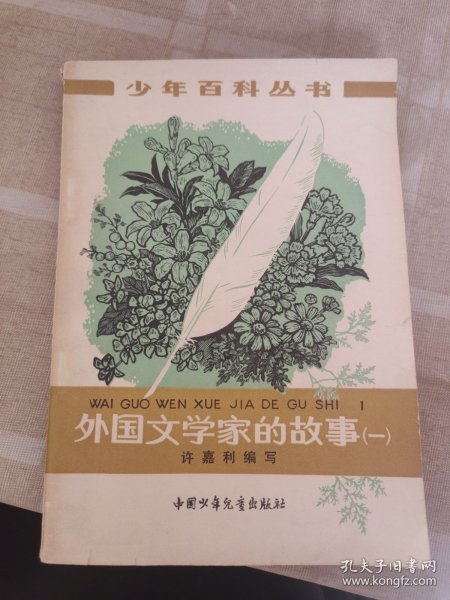 少年百科丛书
WAI GUO WEN XUE JIA DE GU SHI 1
外国文学家的故事(一)
许嘉利编写
中国少年儿童出版社
孔夫子旧书网
www.kongfz.com